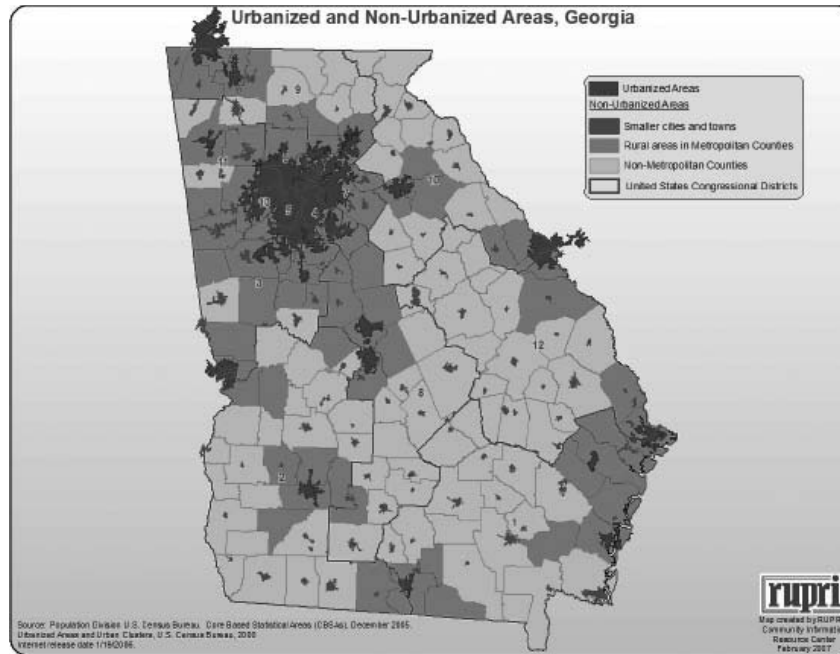 Urbanized and Non-Urbanized Areas, Georgia
Urbanized Areas
Non-Urbanized Areas
Smaller cities and towns
Rural areas in Metropolitan Counties
Non-Metropolitan Counties
United States Congressional Districts
9
10
5
4
3
12
8
2
1
Source: Population Division U.S. Census Bureau, Core Based Statistical Areas (CBSAs), December 2005.
Urbanized Areas and Urban Clusters, U.S. Census Bureau, 2000
Internet release date 1/19/2006.
rupri
Map created by RUPRI
Community Information
Resource Center
February 2007